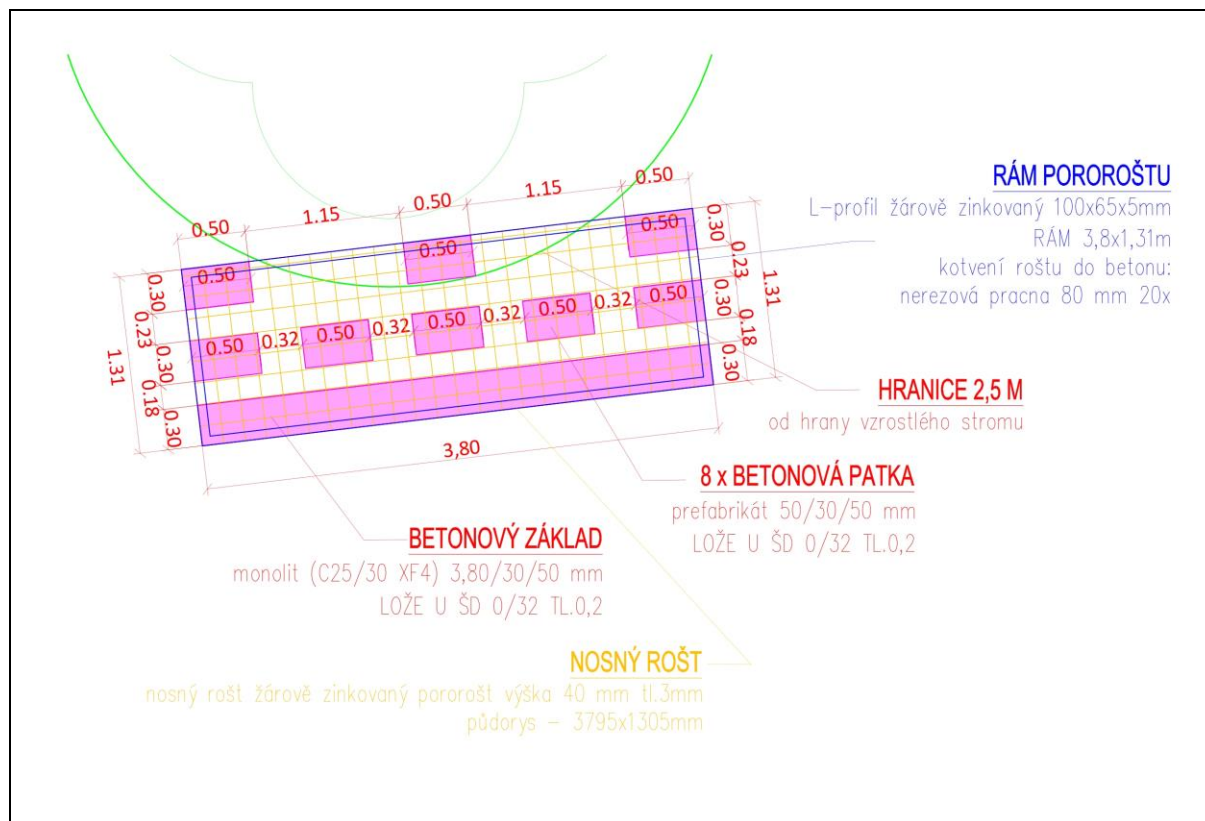 0.50
1.15
0.50
1.15
0.50
0.50
0.50
0.50
0.30
0.23
0.30
0.18
0.30
1.31
0.50
0.32
0.50
0.32
0.50
0.32
0.50
0.32
0.50
0.30
0.23
0.30
0.18
0.30
1.31
3,80
RÁM POROROŠTU
L-profil žárově zinkovaný 100x65x5mm
RÁM 3,8x1,31m
kotvení roštu do betonu:
nerezová pracna 80 mm 20x
HRANICE 2,5 M
od hrany vzrostlého stromu
8 x BETONOVÁ PATKA
prefabrikát 50/30/50 mm
LOŽE U ŠD 0/32 TL.0,2
BETONOVÝ ZÁKLAD
monolit (C25/30 XF4) 3,80/30/50 mm
LOŽE U ŠD 0/32 TL.0,2
NOSNÝ ROŠT
nosný rošt žárově zinkovaný pororošt výška 40 mm tl.3mm
půdorys – 3795x1305mm